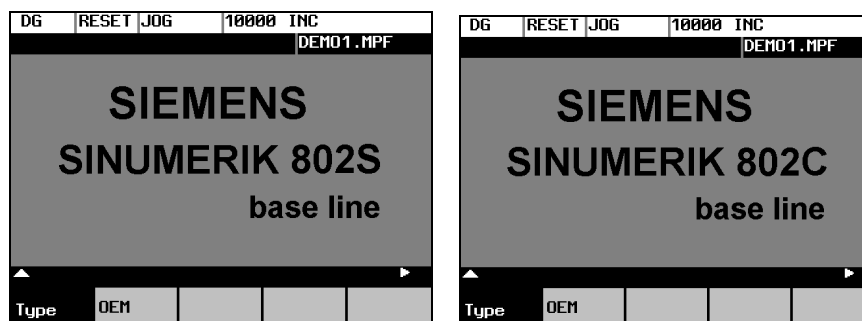 DG RESET JOG 10000 INC
DEMO1.MPF
SIEMENS
SINUMERIK 802S
base line
Type OEM
DG RESET JOG 10000 INC
DEMO1.MPF
SIEMENS
SINUMERIK 802C
base line
Type OEM